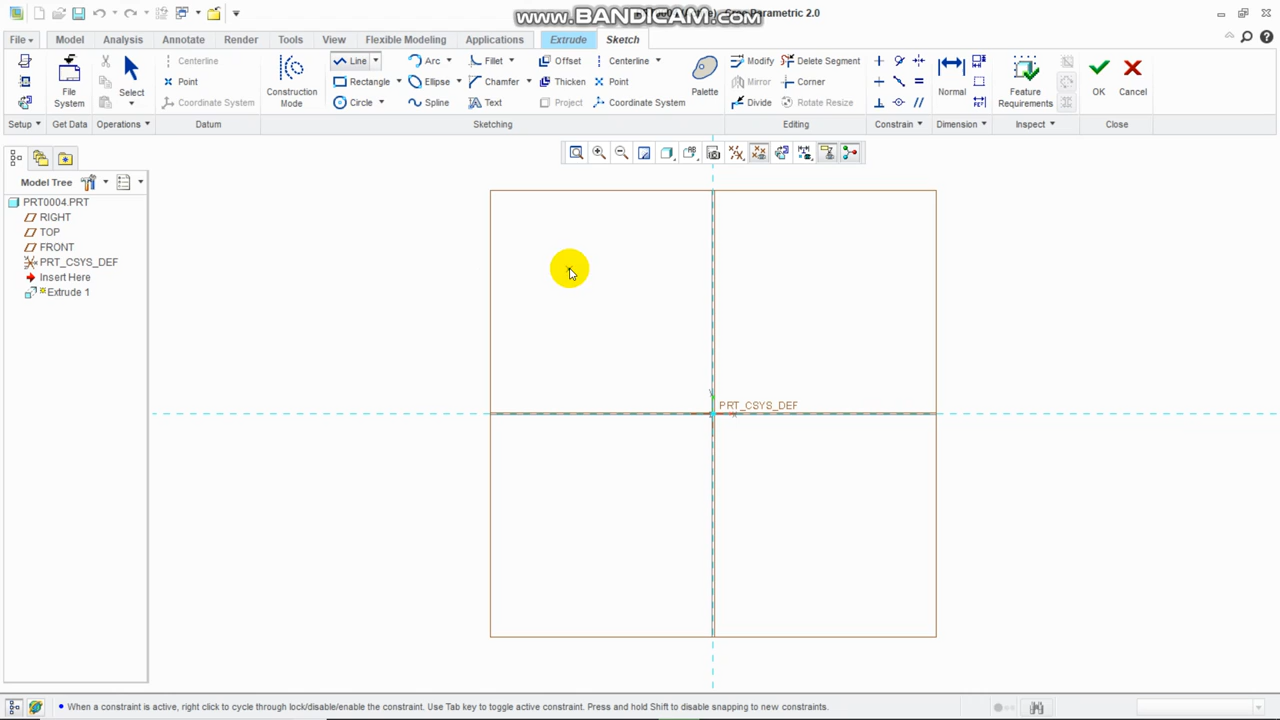 www.BANDICAM.com
Creo Parametric 2.0
File
Model
Analysis
Annotate
Render
Tools
View
Flexible Modeling
Applications
Extrude
Sketch
File System
Select
Centerline
Point
Coordinate System
Construction Mode
Line
Rectangle
Circle
Arc
Ellipse
Spline
Fillet
Chamfer
Text
Offset
Thicken
Project
Centerline
Point
Coordinate System
Palette
Modify
Mirror
Divide
Delete Segment
Corner
Rotate Resize
Normal
Feature Requirements
OK
Cancel
Setup
Get Data
Operations
Datum
Sketching
Editing
Constrain
Dimension
Inspect
Close
Model Tree
PRT0004.PRT
RIGHT
TOP
FRONT
PRT_CSYS_DEF
Insert Here
Extrude 1
PRT_CSYS_DEF
x
When a constraint is active, right click to cycle through lock/disable/enable the constraint. Use Tab key to toggle active constraint. Press and hold Shift to disable snapping to new constraints.